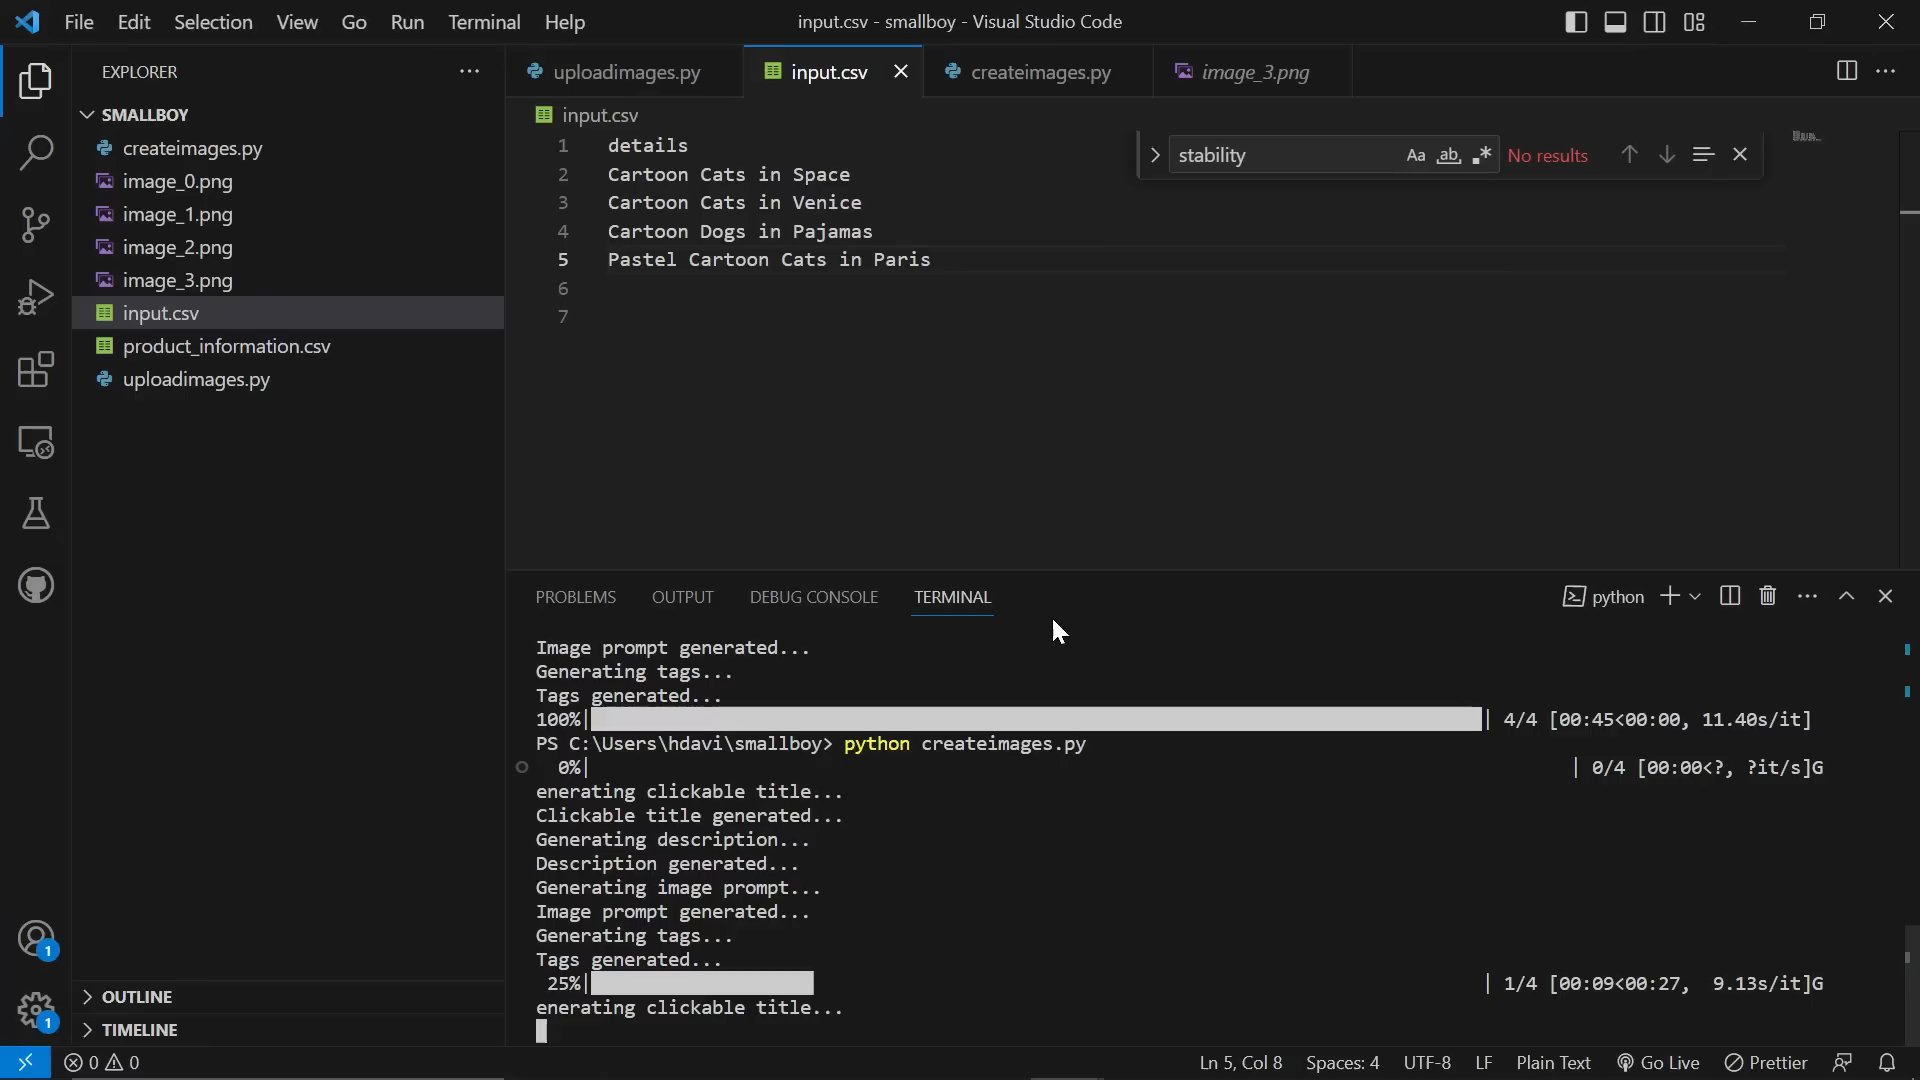 File Edit Selection View Go Run Terminal Help
input.csv - smallboy - Visual Studio Code
EXPLORER
SMALLBOY
createimages.py
image_0.png
image_1.png
image_2.png
image_3.png
input.csv
product_information.csv
uploadimages.py
OUTLINE
TIMELINE
1
1
uploadimages.py input.csv createimages.py image_3.png
input.csv
1 details
2 Cartoon Cats in Space
3 Cartoon Cats in Venice
4 Cartoon Dogs in Pajamas
5 Pastel Cartoon Cats in Paris
6
7
stability Aa ab .* No results
PROBLEMS OUTPUT DEBUG CONSOLE TERMINAL
python
Image prompt generated...
Generating tags...
Tags generated...
100%| | 4/4 [00:45<00:00, 11.40s/it]
PS C:\Users\hdavi\smallboy> python createimages.py
0%| | 0/4 [00:00<?, ?it/s]G
enerating clickable title...
Clickable title generated...
Generating description...
Description generated...
Generating image prompt...
Image prompt generated...
Generating tags...
Tags generated...
25%| | 1/4 [00:09<00:27, 9.13s/it]G
enerating clickable title...
0 0 Ln 5, Col 8 Spaces: 4 UTF-8 LF Plain Text Go Live Prettier